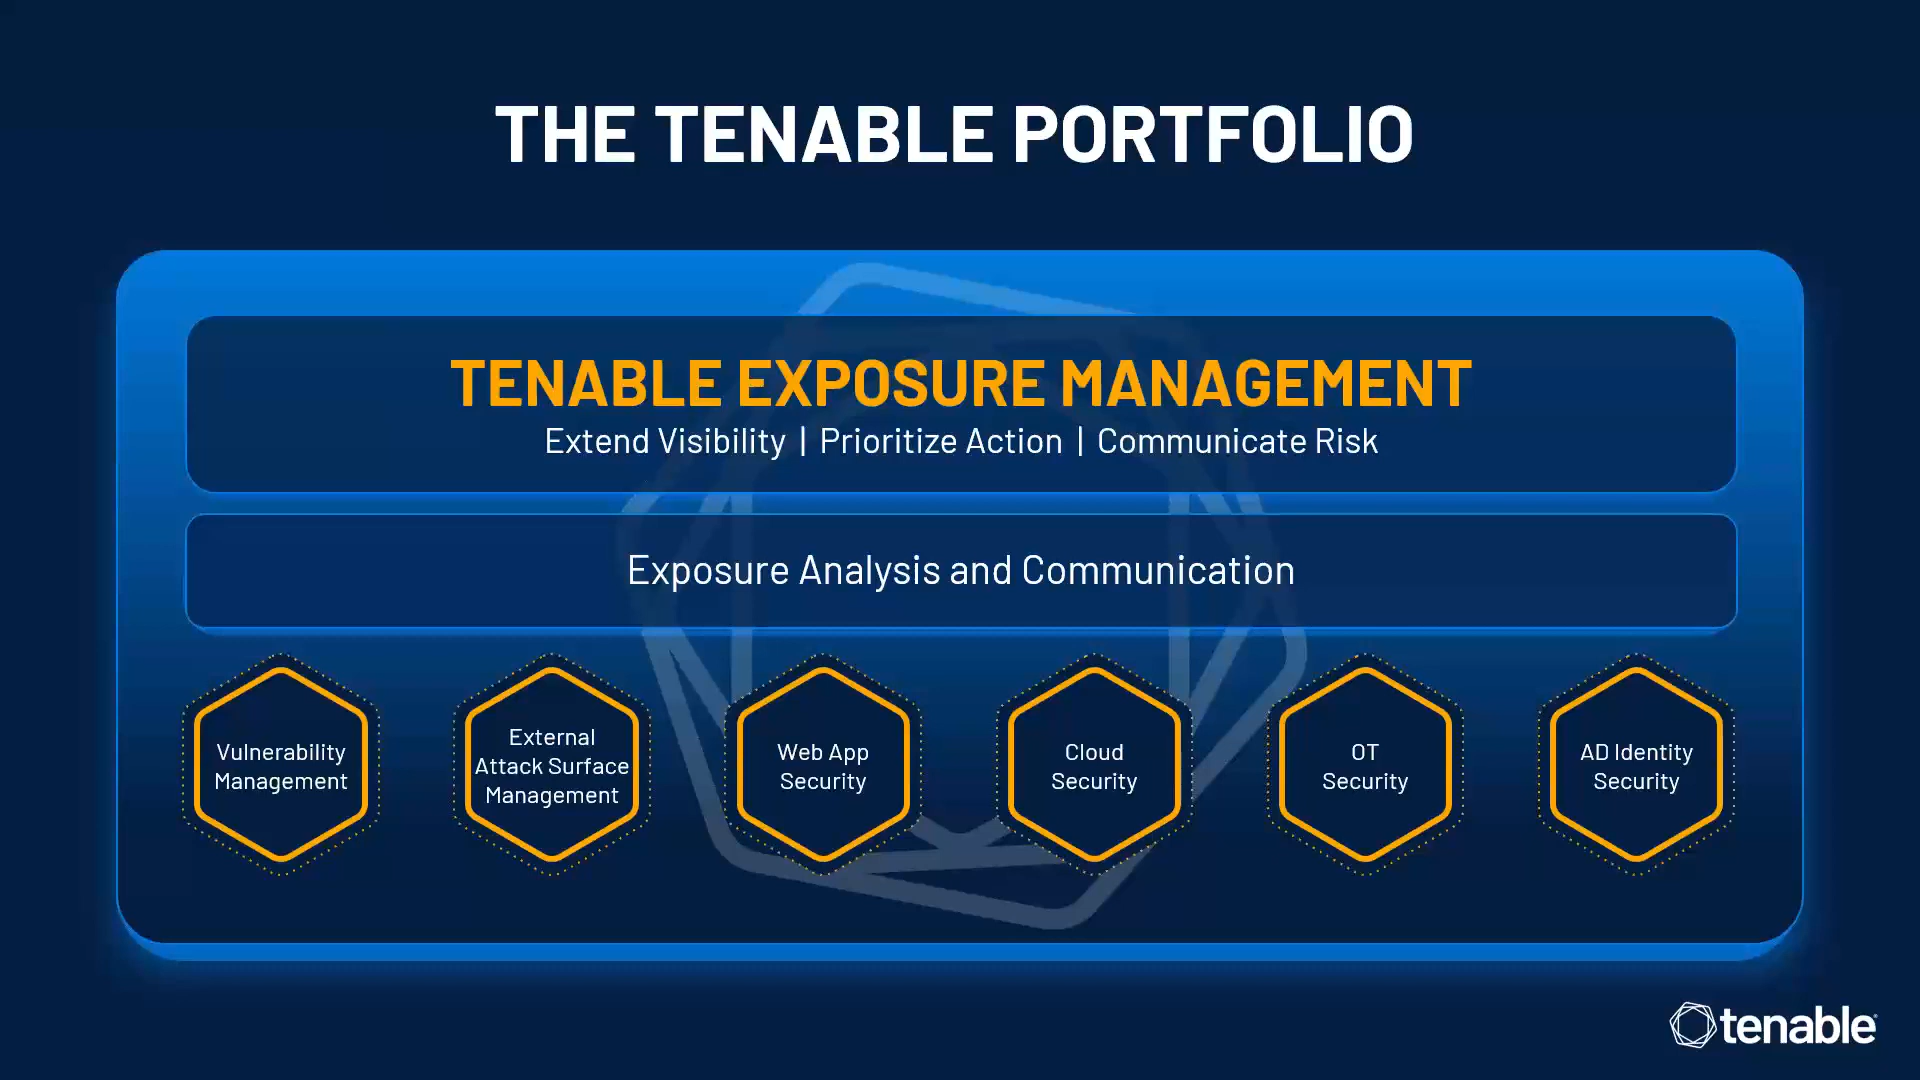 THE TENABLE PORTFOLIO
TENABLE EXPOSURE MANAGEMENT
Extend Visibility | Prioritize Action | Communicate Risk
Exposure Analysis and Communication
Vulnerability
Management
External
Attack Surface
Management
Web App
Security
Cloud
Security
OT
Security
AD Identity
Security
tenable